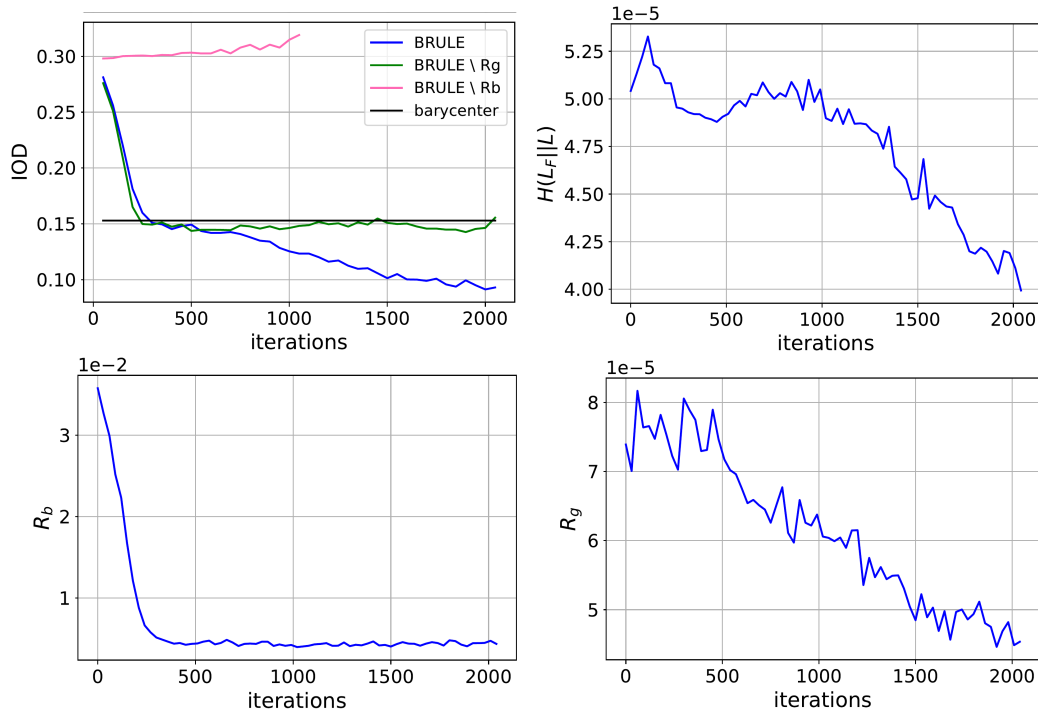 IOD
0.30
0.25
0.20
0.15
0.10
BRULE
BRULE \ Rg
BRULE \ Rb
barycenter
0 500 1000 1500 2000
iterations
1e−5
H(L_F||L)
5.25
5.00
4.75
4.50
4.25
4.00
0 500 1000 1500 2000
iterations
1e−2
R_b
3
2
1
0 500 1000 1500 2000
iterations
1e−5
R_g
8
7
6
5
0 500 1000 1500 2000
iterations